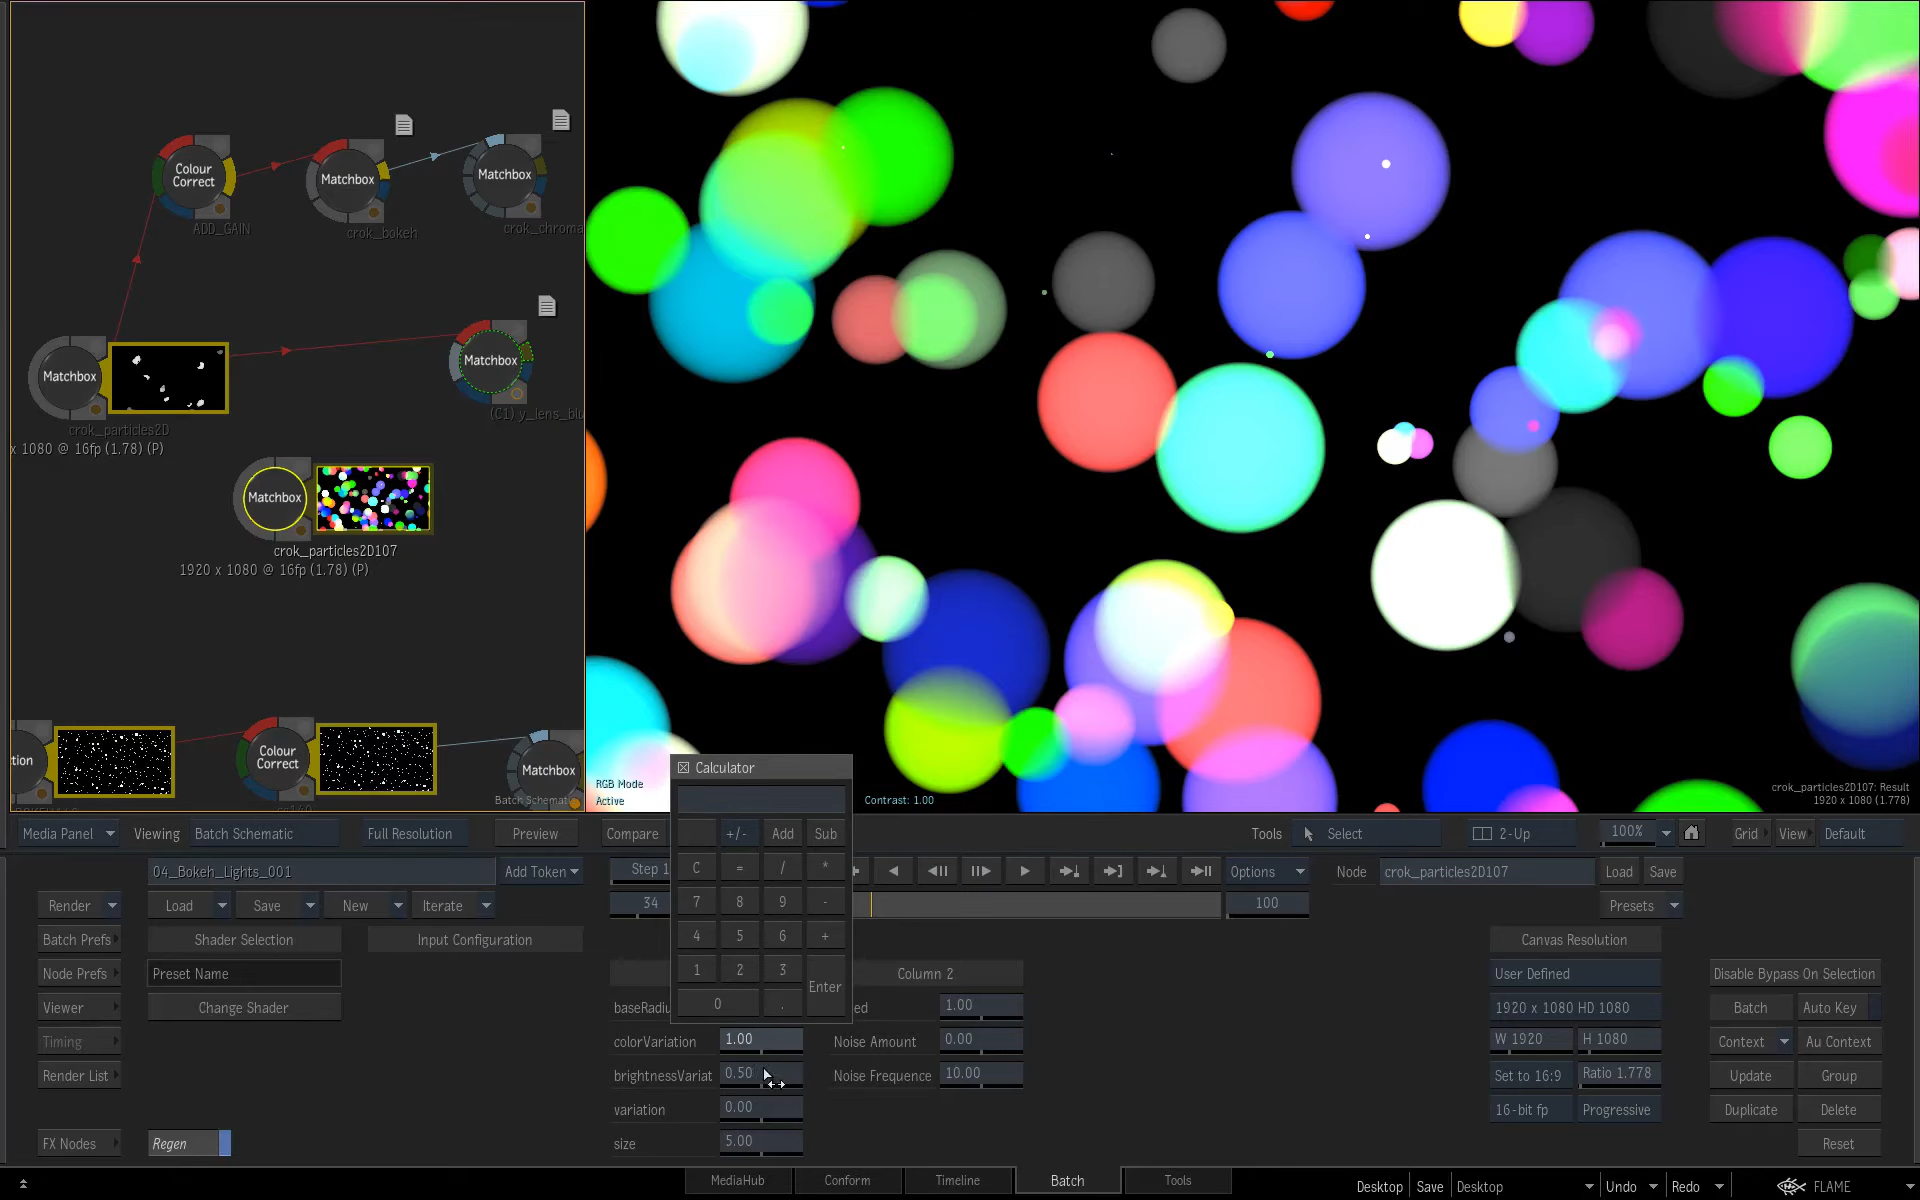 Colour
Correct
ADD_GAIN
Matchbox
crok_bokeh
Matchbox
crok_chroma
Matchbox
crok_particles2D
x 1080 @ 16fp (1.78) (P)
Matchbox
(C1) y_lens_blu
Matchbox
crok_particles2D107
1920 x 1080 @ 16fp (1.78) (P)
tion
Colour
Correct
Matchbox
Batch Schemati
RGB Mode
Active
Contrast: 1.00
crok_particles2D107: Result
1920 x 1080 (1.778)
Calculator
+/- Add Sub
C = / *
7 8 9 -
4 5 6 +
1 2 3 Enter
0 .
Media Panel Viewing Batch Schematic Full Resolution Preview Compare Tools Select 2-Up 100% Grid View Default
04_Bokeh_Lights_001 Add Token Step 1 Options Node crok_particles2D107 Load Save
Render Load Save New Iterate 34 100 Presets
Batch Prefs Shader Selection Input Configuration Canvas Resolution
Node Prefs Preset Name Column 2 User Defined Disable Bypass On Selection
Viewer Change Shader baseRadiu ed 1.00 1920 x 1080 HD 1080 Batch Auto Key
Timing colorVariation 1.00 Noise Amount 0.00 W 1920 H 1080 Context Au Context
Render List brightnessVariat 0.50 Noise Frequency 10.00 Set to 16:9 Ratio 1.778 Update Group
variation 0.00 16-bit fp Progressive Duplicate Delete
FX Nodes Regen size 5.00 Reset
MediaHub Conform Timeline Batch Tools Desktop Save Desktop Undo Redo FLAME